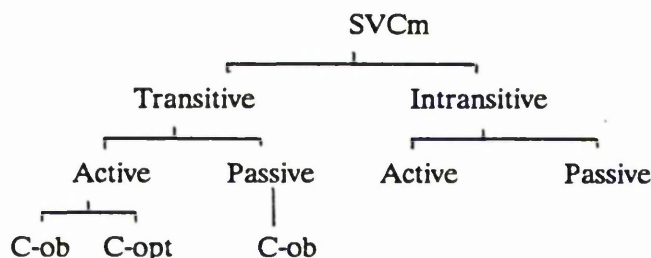 SVCm
Transitive Intransitive
Active Passive Active Passive
C-ob C-opt C-ob